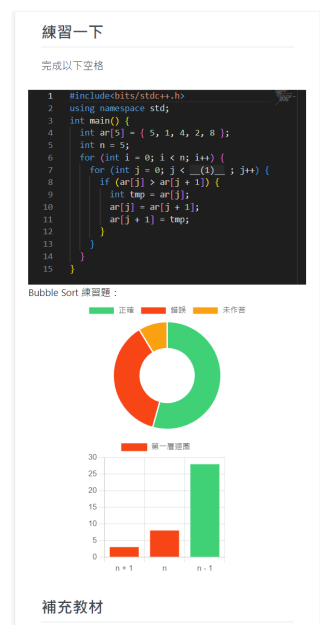 練習一下
完成以下空格
1 #include<bits/stdc++.h>
2 using namespace std;
3 int main() {
4 int ar[5] = { 5, 1, 4, 2, 8 };
5 int n = 5;
6 for (int i = 0; i < n; i++) {
7 for (int j = 0; j < __(1)__ ; j++) {
8 if (ar[j] > ar[j + 1]) {
9 int tmp = ar[j];
10 ar[j] = ar[j + 1];
11 ar[j + 1] = tmp;
12 }
13 }
14 }
15 }
Bubble Sort 練習題：
正確 錯誤 未作答
第一層迴圈
30
25
20
15
10
5
0
n + 1 n n - 1
補充教材